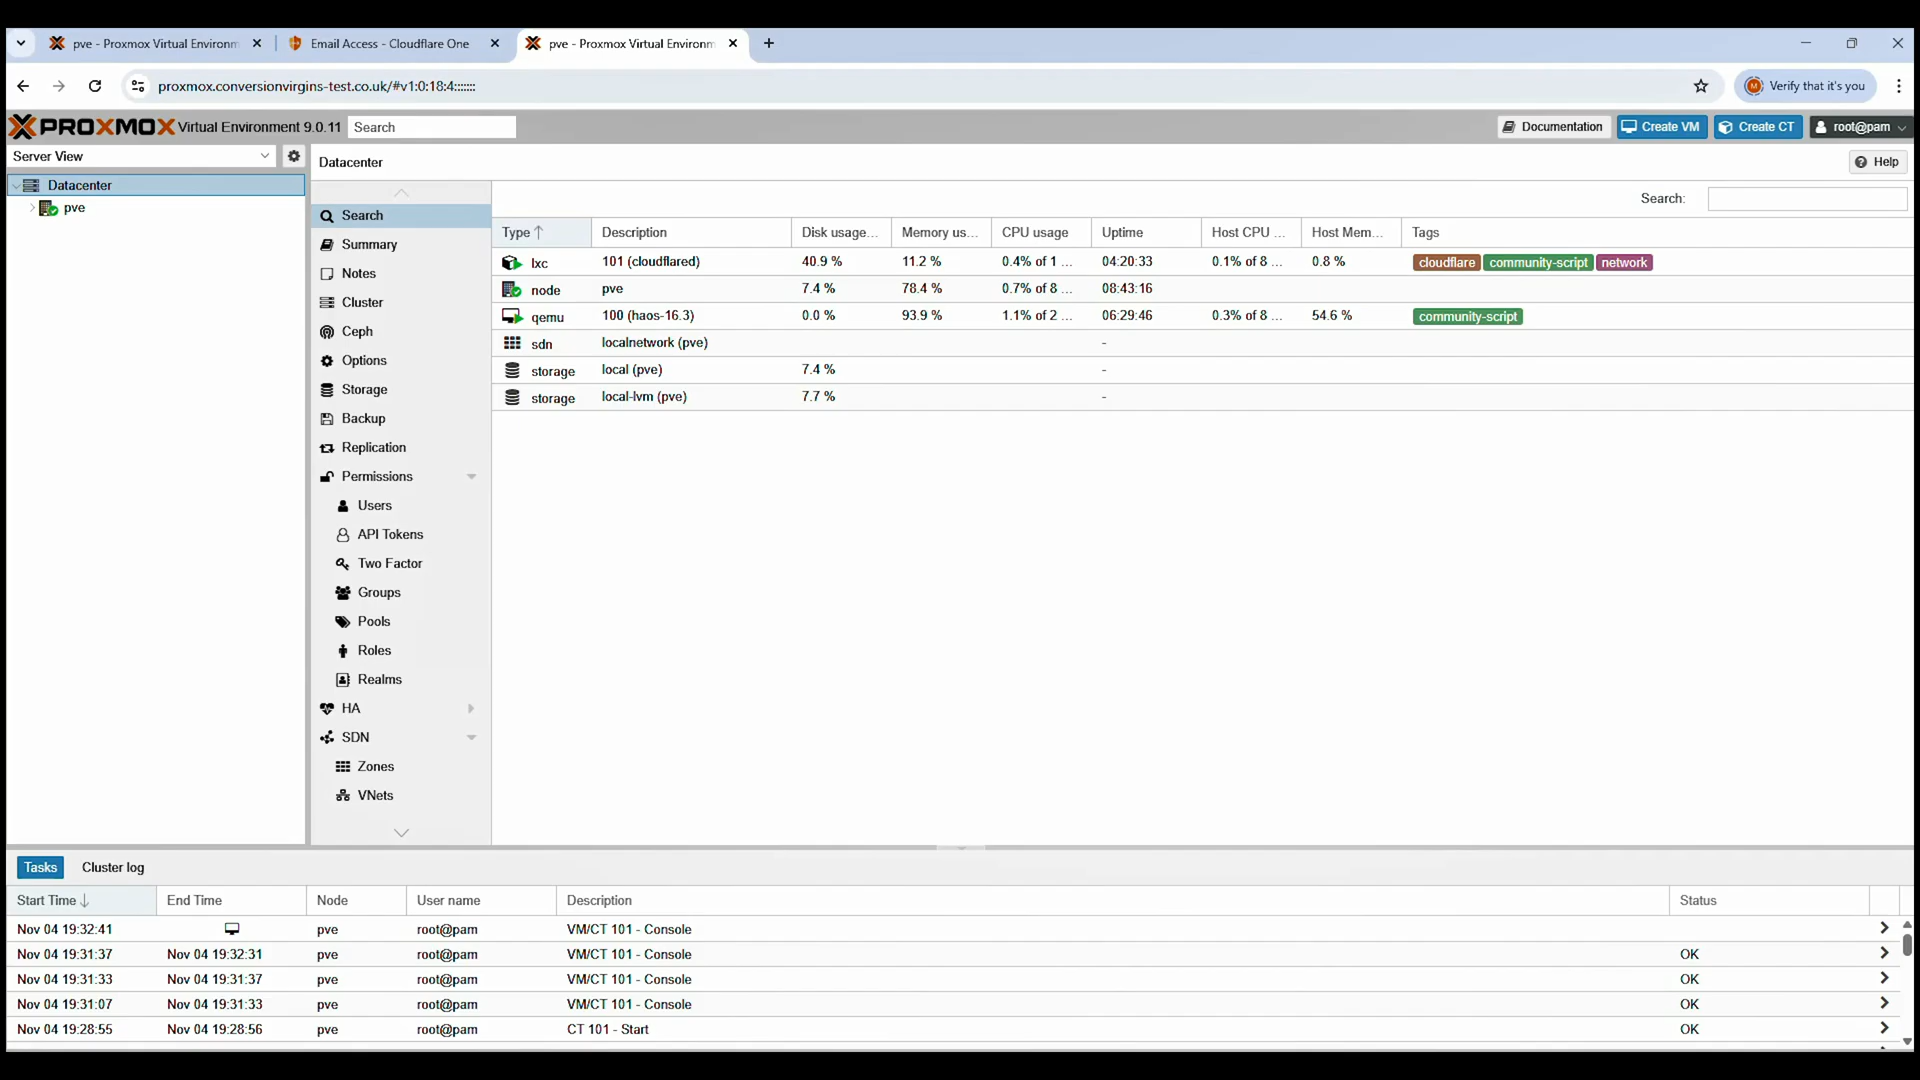 pve - Proxmox Virtual Environm
Email Access - Cloudflare One
pve - Proxmox Virtual Environm
proxmox.conversionvirgins-test.co.uk/#v1:0:18:4:::::::
Verify that it's you
PROXMOX Virtual Environment 9.0.11 Search
Documentation Create VM Create CT root@pam
Server View
Datacenter
Help
Datacenter
pve
Search
Summary
Notes
Cluster
Ceph
Options
Storage
Backup
Replication
Permissions
Users
API Tokens
Two Factor
Groups
Pools
Roles
Realms
HA
SDN
Zones
VNets
Search:
Type Description Disk usage... Memory us... CPU usage Uptime Host CPU ... Host Mem... Tags
lxc 101 (cloudflared) 40.9 % 11.2 % 0.4% of 1 ... 04:20:33 0.1% of 8 ... 0.8 % cloudflare community-script network
node pve 7.4 % 78.4 % 0.7% of 8 ... 08:43:16
qemu 100 (haos-16.3) 0.0 % 93.9 % 1.1% of 2 ... 06:29:46 0.3% of 8 ... 54.6 % community-script
sdn localnetwork (pve) -
storage local (pve) 7.4 % -
storage local-lvm (pve) 7.7 % -
Tasks Cluster log
Start Time End Time Node User name Description Status
Nov 04 19:32:41 pve root@pam VM/CT 101 - Console
Nov 04 19:31:37 Nov 04 19:32:31 pve root@pam VM/CT 101 - Console OK
Nov 04 19:31:33 Nov 04 19:31:37 pve root@pam VM/CT 101 - Console OK
Nov 04 19:31:07 Nov 04 19:31:33 pve root@pam VM/CT 101 - Console OK
Nov 04 19:28:55 Nov 04 19:28:56 pve root@pam CT 101 - Start OK